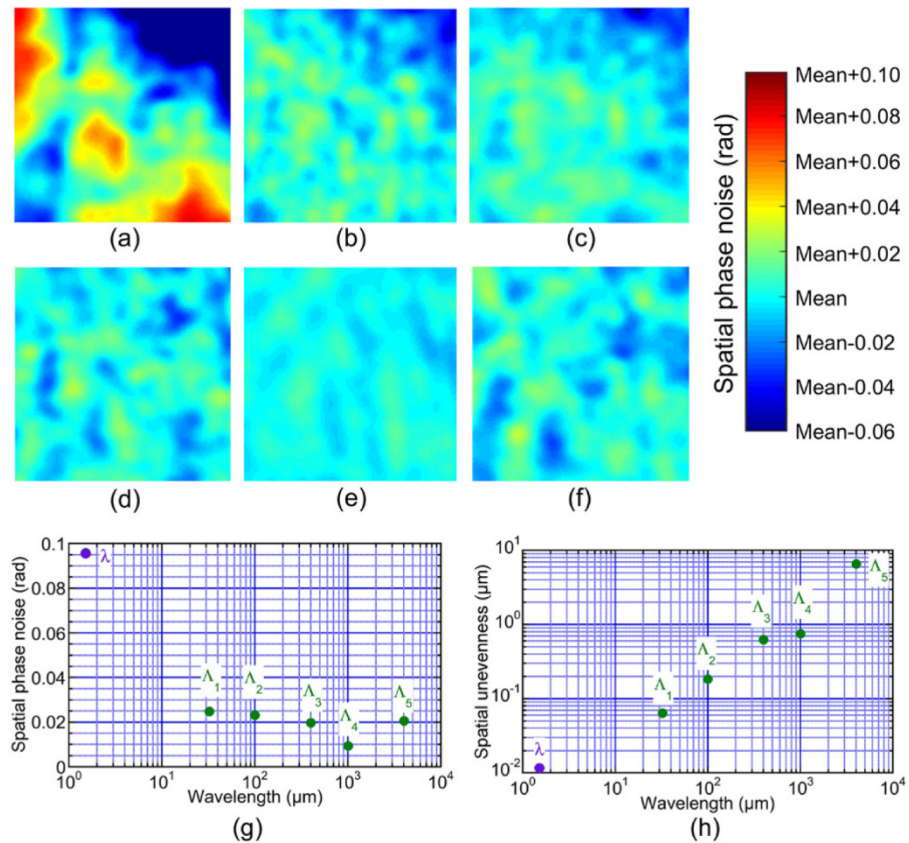 (a)
(b)
(c)
(d)
(e)
(f)
Spatial phase noise (rad)
Mean+0.10
Mean+0.08
Mean+0.06
Mean+0.04
Mean+0.02
Mean
Mean-0.02
Mean-0.04
Mean-0.06
Spatial phase noise (rad)
0.1
0.08
0.06
0.04
0.02
0
λ
Λ1
Λ2
Λ3
Λ4
Λ5
10^0
10^1
10^2
10^3
10^4
Wavelength (μm)
(g)
Spatial unevenness (μm)
10^1
10^0
10^-1
10^-2
λ
Λ1
Λ2
Λ3
Λ4
Λ5
10^0
10^1
10^2
10^3
10^4
Wavelength (μm)
(h)